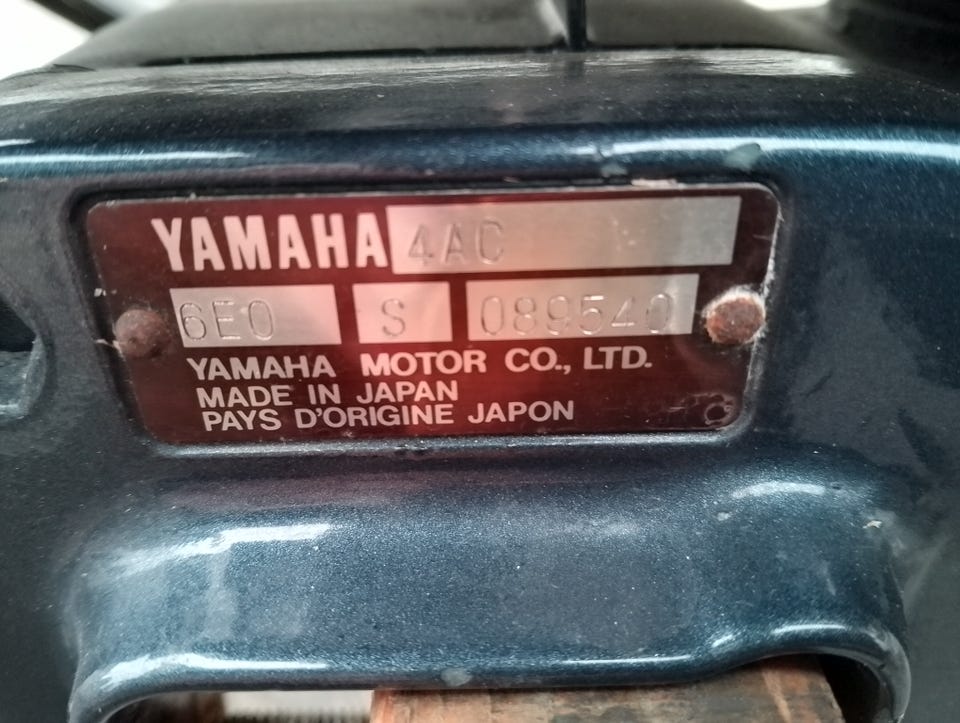 YAMAHA 4AC
6E0 S 089540
YAMAHA MOTOR CO., LTD.
MADE IN JAPAN
PAYS D'ORIGINE JAPON